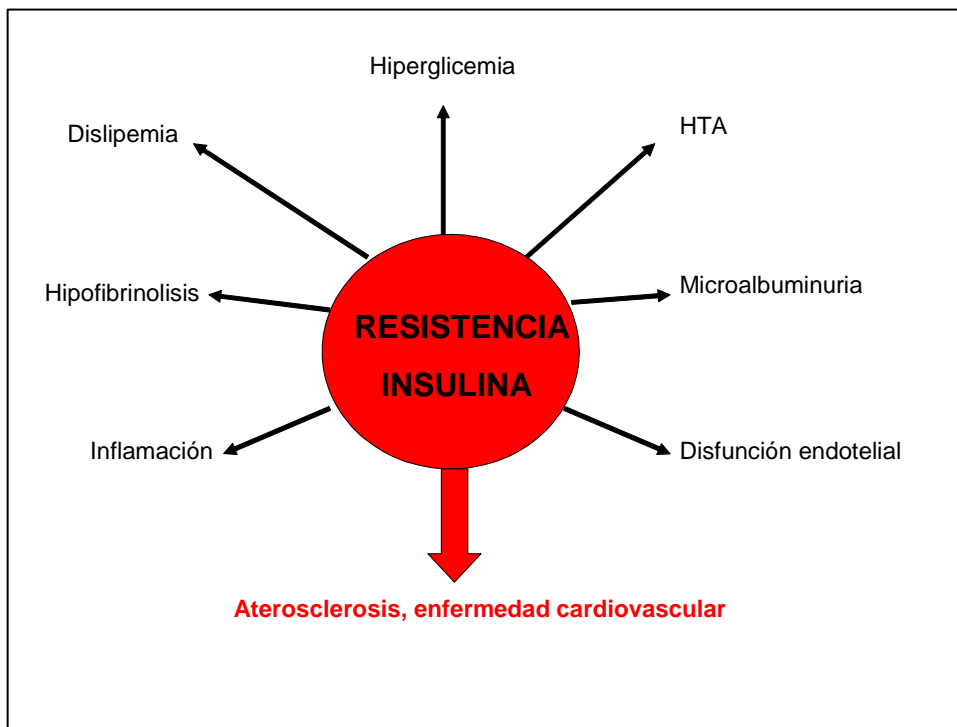 Hiperglicemia
HTA
Dislipemia
Hipofibrinolisis
Microalbuminuria
RESISTENCIA
INSULINA
Inflamación
Disfunción endotelial
Aterosclerosis, enfermedad cardiovascular